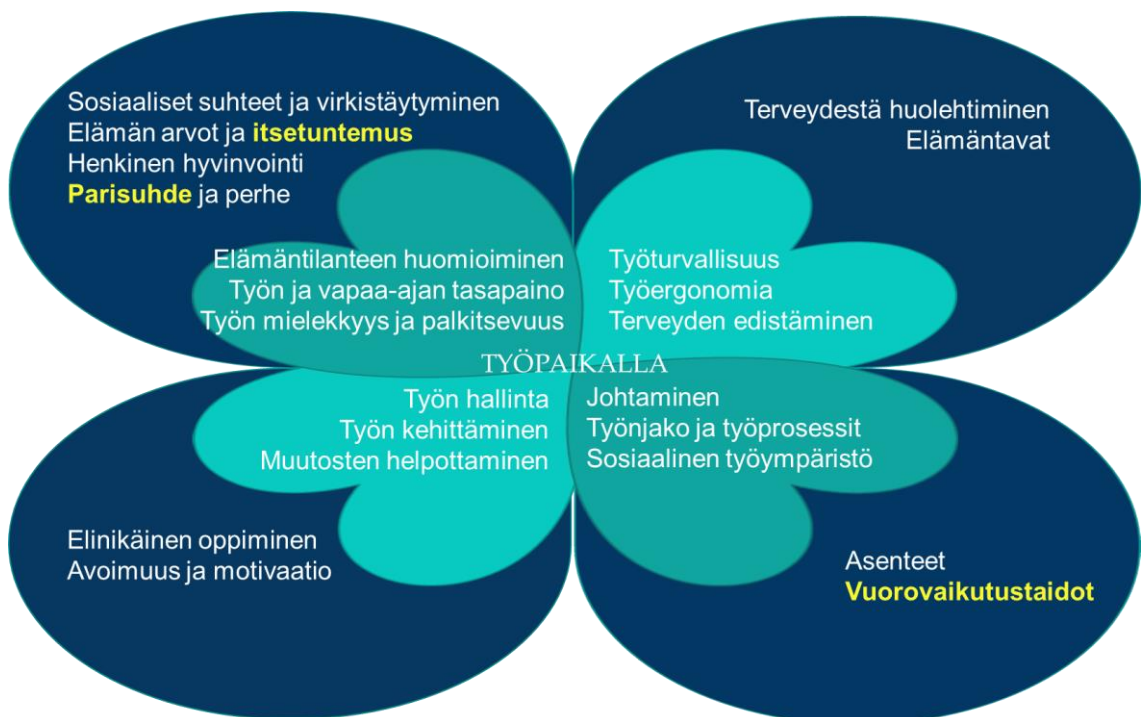 Sosiaaliset suhteet ja virkistäytyminen
Elämän arvot ja itsetuntemus
Henkinen hyvinvointi
Parisuhde ja perhe
Terveydestä huolehtiminen
Elämäntavat
Elämäntilanteen huomioiminen
Työn ja vapaa-ajan tasapaino
Työn mielekkyys ja palkitsevuus
Työturvallisuus
Työergonomia
Terveyden edistäminen
TYÖPAIKALLA
Työn hallinta
Työn kehittäminen
Muutosten helpottaminen
Johtaminen
Työnjako ja työprosessit
Sosiaalinen työympäristö
Elinikäinen oppiminen
Avoimuus ja motivaatio
Asenteet
Vuorovaikutustaidot